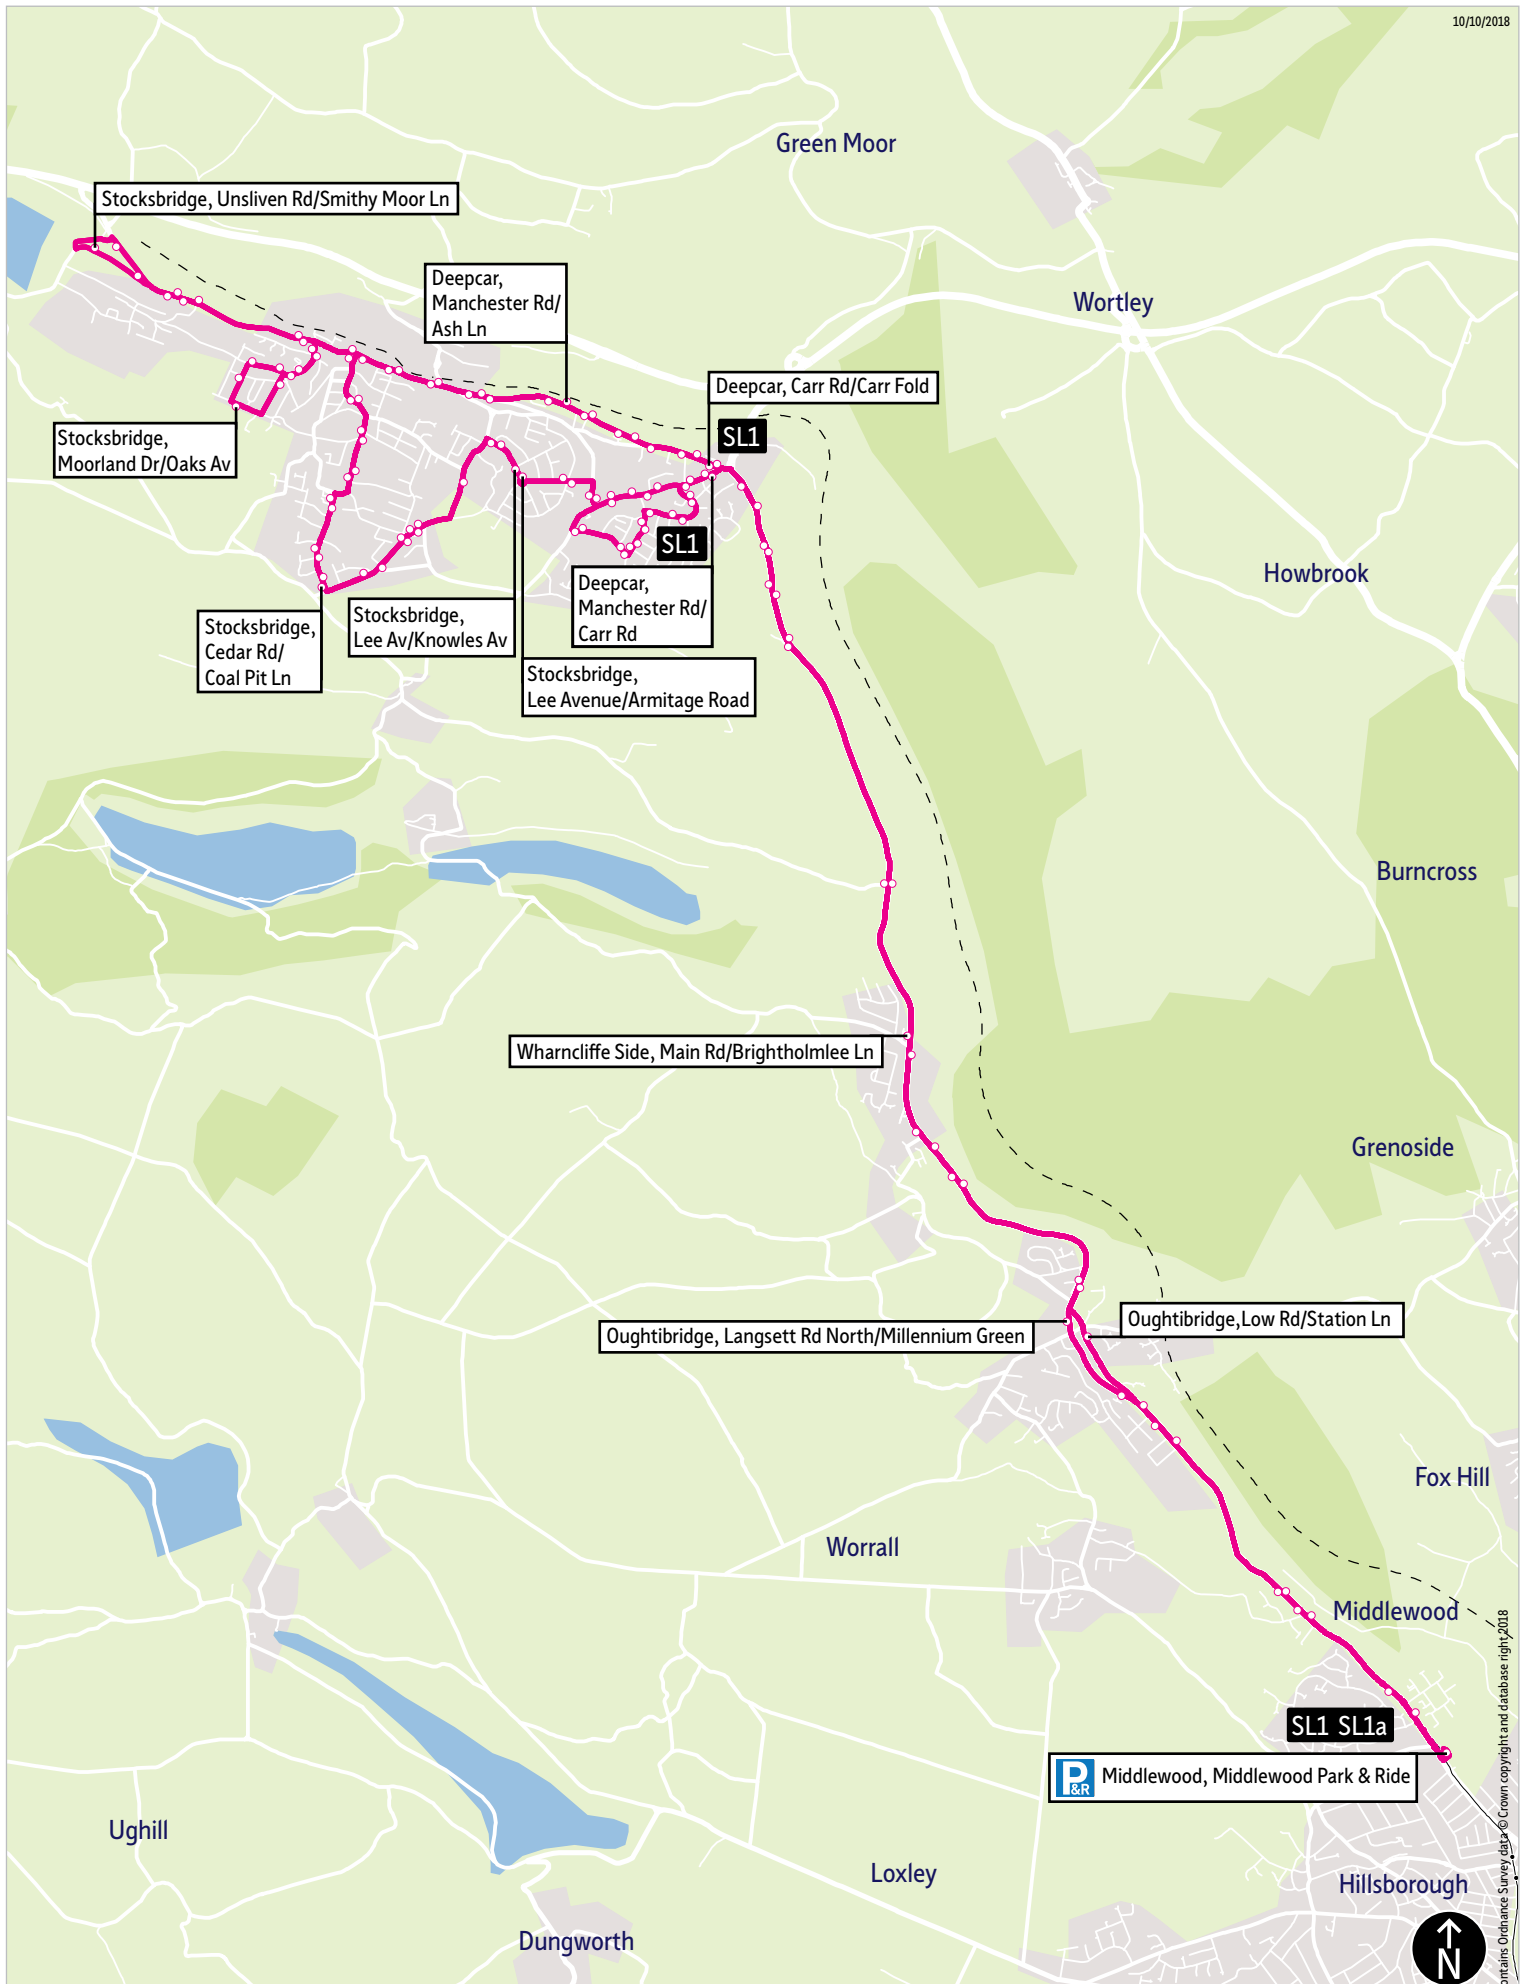 10/10/2018
Green Moor
Stocksbridge, Unsliven Rd/Smithy Moor Ln
Deepcar,
Manchester Rd/
Ash Ln
Wortley
Deepcar, Carr Rd/Carr Fold
SL1
Stocksbridge,
Moorland Dr/Oaks Av
SL1
Howbrook
Deepcar,
Manchester Rd/
Carr Rd
Stocksbridge,
Lee Av/Knowles Av
Stocksbridge,
Cedar Rd/
Coal Pit Ln
Stocksbridge,
Lee Avenue/Armitage Road
Burncross
Wharncliffe Side, Main Rd/Brightholmlee Ln
Grenoside
Oughtibridge,Low Rd/Station Ln
Oughtibridge, Langsett Rd North/Millennium Green
Fox Hill
Worrall
Middlewood
SL1 SL1a
P&R Middlewood, Middlewood Park & Ride
Ughill
Loxley
Hillsborough
Dungworth
N
Ordnance Survey data © Crown copyright and database right 2018